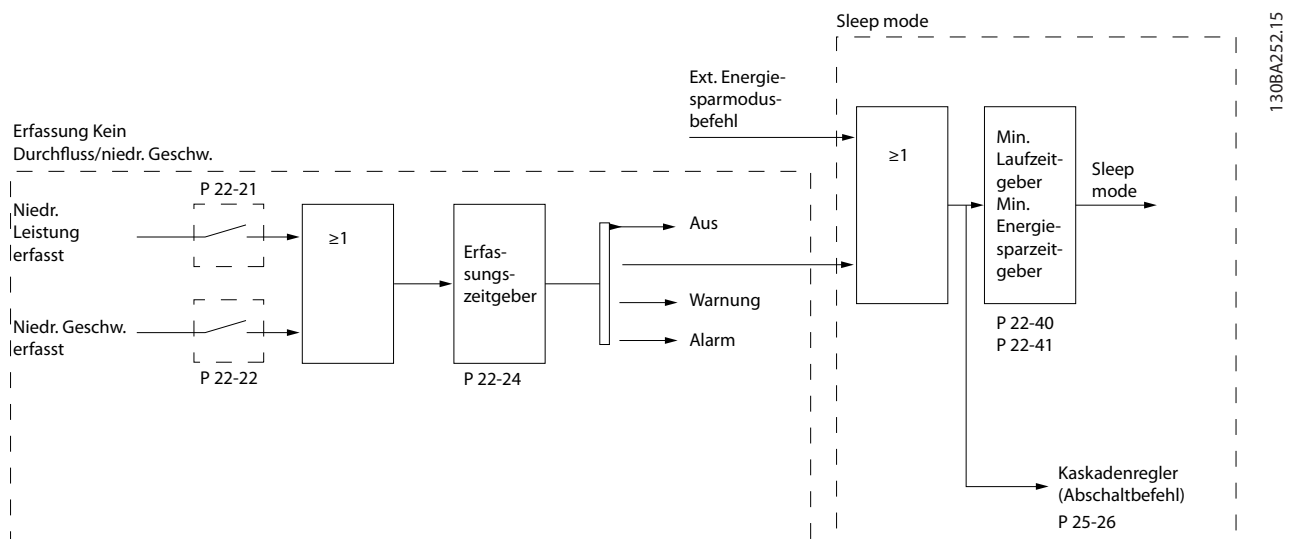 Sleep mode
130BA252.15
Ext. Energie-
sparmodus-
befehl
Erfassung Kein
Durchfluss/niedr. Geschw.
P 22-21
Niedr.
Leistung
erfasst
≥1
Niedr. Geschw.
erfasst
P 22-22
Erfas-
sungs-
zeitgeber
P 22-24
Aus
Warnung
Alarm
≥1
Min.
Laufzeit-
geber
Min.
Energie-
sparzeit-
geber
P 22-40
P 22-41
Sleep
mode
Kaskadenregler
(Abschaltbefehl)
P 25-26